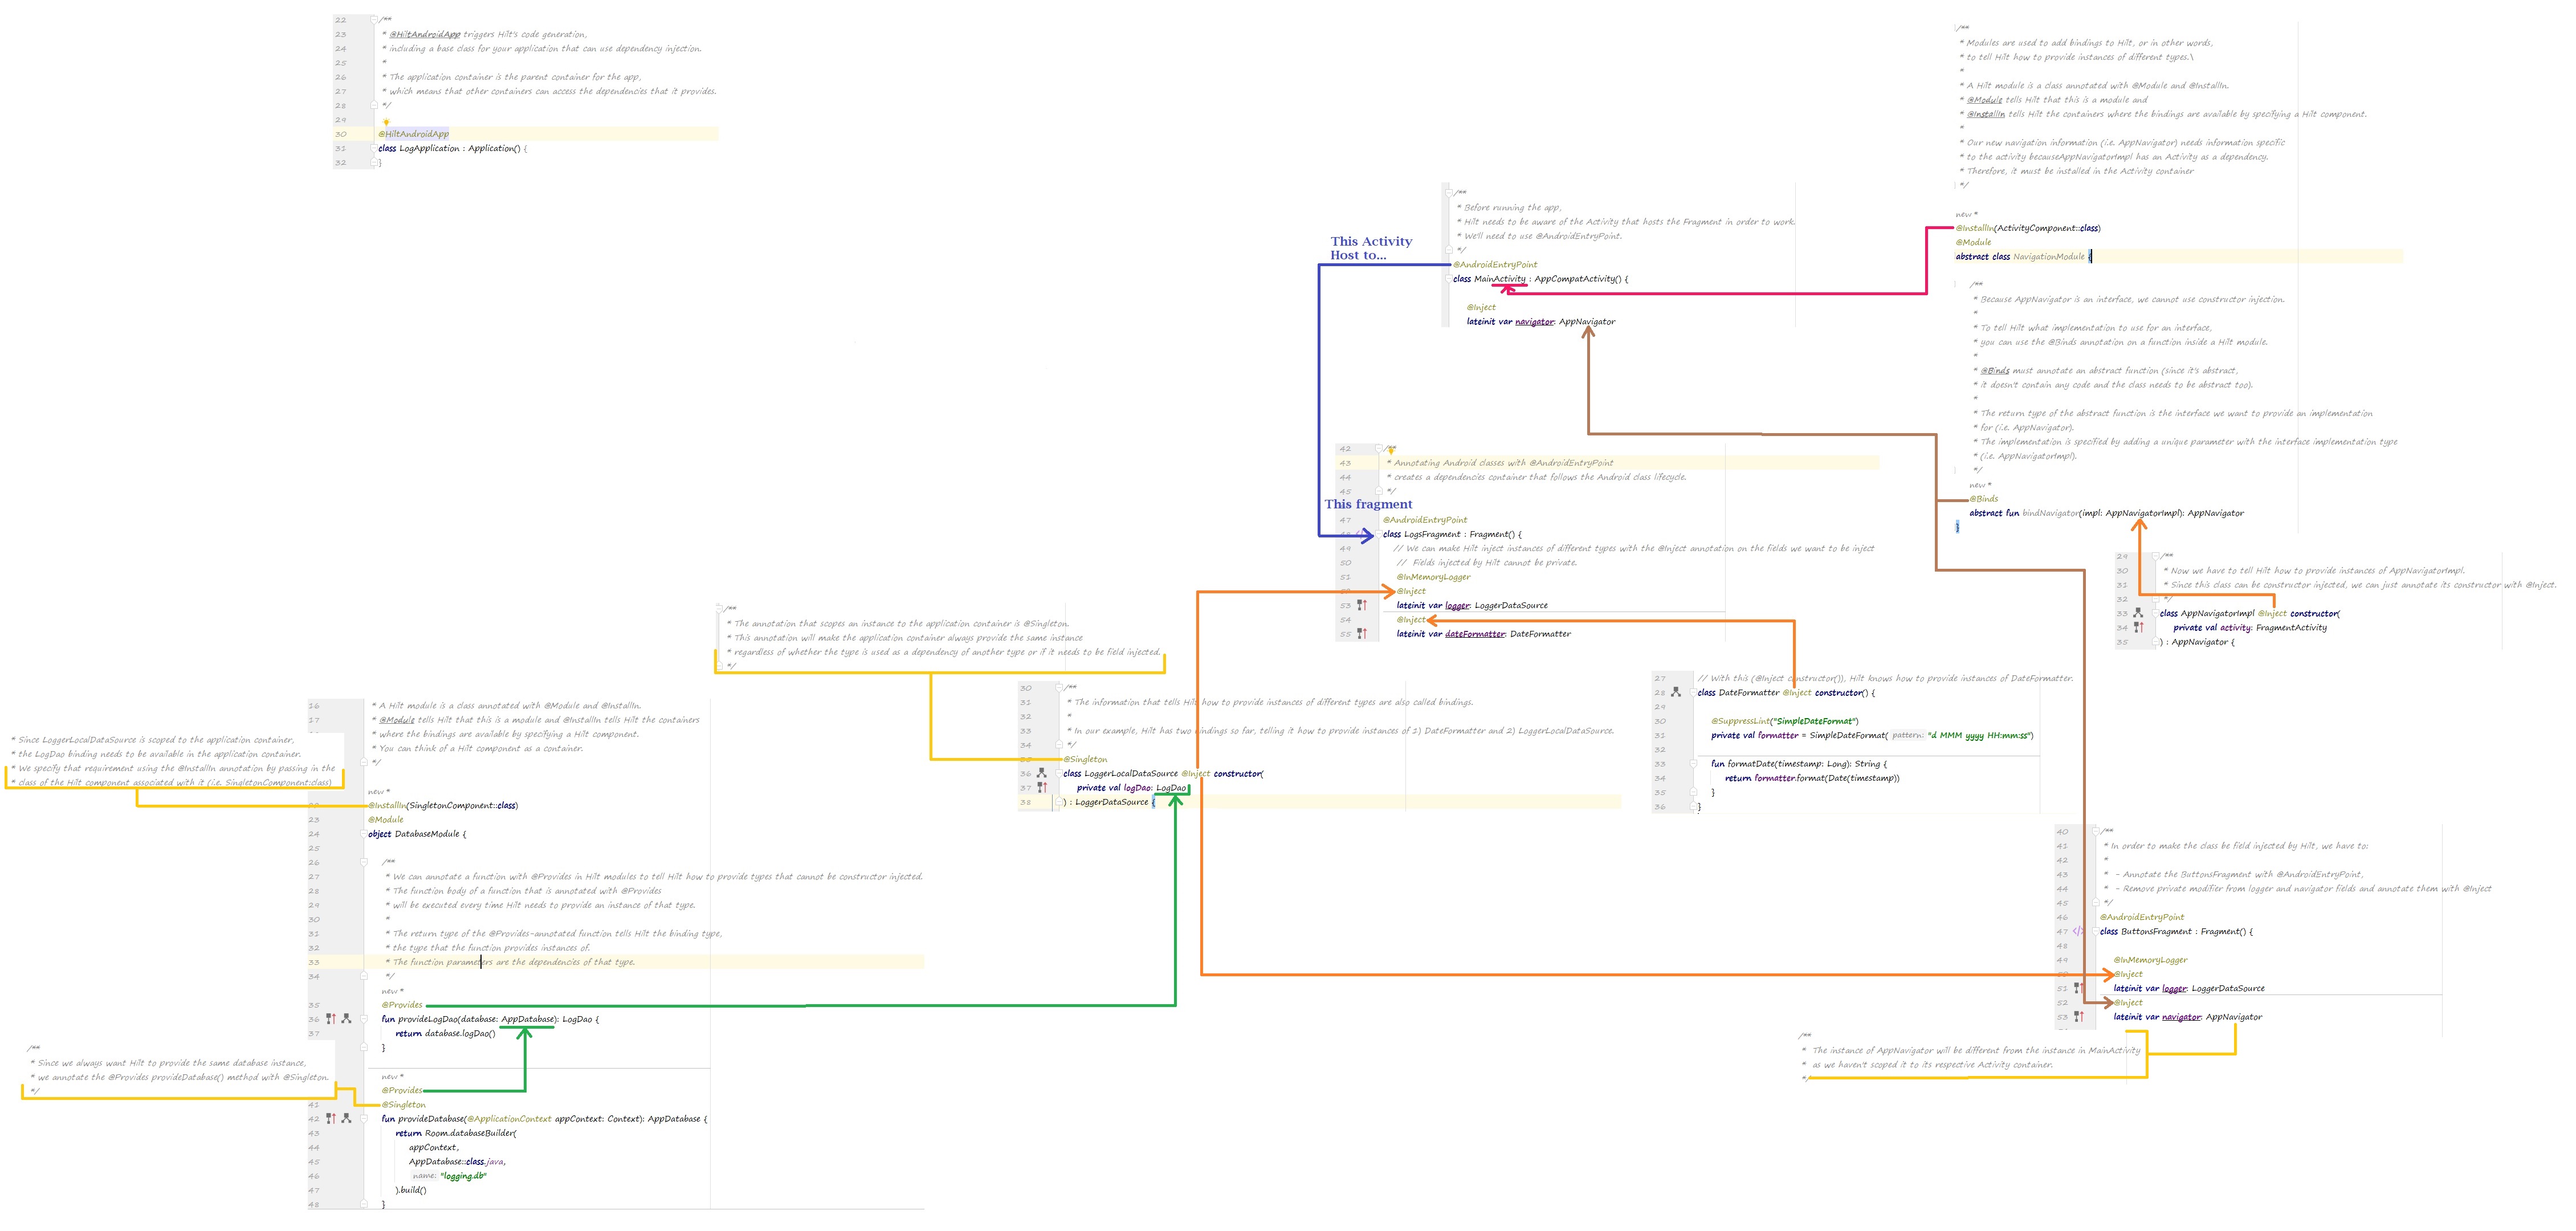 22 /**
23 * @HiltAndroidApp triggers Hilt's code generation,
24 * including a base class for your application that can use dependency injection.
25 *
26 * The application container is the parent container for the app,
27 * which means that other containers can access the dependencies that it provides.
28 */
29
30 @HiltAndroidApp
31 class LogApplication : Application() {
32 }
/**
* Modules are used to add bindings to Hilt, or in other words,
* to tell Hilt how to provide instances of different types.\
*
* A Hilt module is a class annotated with @Module and @InstallIn.
* @Module tells Hilt that this is a module and
* @InstallIn tells Hilt the containers where the bindings are available by specifying a Hilt component.
*
* Our new navigation information (i.e. AppNavigator) needs information specific
* to the activity becauseAppNavigatorImpl has an Activity as a dependency.
* Therefore, it must be installed in the Activity container
*/
new *
@InstallIn(ActivityComponent::class)
@Module
abstract class NavigationModule {
/**
* Because AppNavigator is an interface, we cannot use constructor injection.
*
* To tell Hilt what implementation to use for an interface,
* you can use the @Binds annotation on a function inside a Hilt module.
*
* @Binds must annotate an abstract function (since it's abstract,
* it doesn't contain any code and the class needs to be abstract too).
*
* The return type of the abstract function is the interface we want to provide an implementation
* for (i.e. AppNavigator).
* The implementation is specified by adding a unique parameter with the interface implementation type
* (i.e. AppNavigatorImpl).
*/
new *
@Binds
abstract fun bindNavigator(impl: AppNavigatorImpl): AppNavigator
}
/**
* Before running the app,
* Hilt needs to be aware of the Activity that hosts the Fragment in order to work.
* We'll need to use @AndroidEntryPoint.
*/
@AndroidEntryPoint
class MainActivity : AppCompatActivity() {
@Inject
lateinit var navigator: AppNavigator
This Activity
Host to...
This fragment
42 /**
43 * Annotating Android classes with @AndroidEntryPoint
44 * creates a dependencies container that follows the Android class lifecycle.
45 */
47 @AndroidEntryPoint
class LogsFragment : Fragment() {
49 // We can make Hilt inject instances of different types with the @Inject annotation on the fields we want to be inject
50 // Fields injected by Hilt cannot be private.
51 @InMemoryLogger
@Inject
53 lateinit var logger: LoggerDataSource
54 @Inject
55 lateinit var dateFormatter: DateFormatter
29 /**
30 * Now we have to tell Hilt how to provide instances of AppNavigatorImpl.
31 * Since this class can be constructor injected, we can just annotate its constructor with @Inject.
32 */
33 class AppNavigatorImpl @Inject constructor(
34 private val activity: FragmentActivity
35 ) : AppNavigator {
/**
* The annotation that scopes an instance to the application container is @Singleton.
* This annotation will make the application container always provide the same instance
* regardless of whether the type is used as a dependency of another type or if it needs to be field injected.
*/
30 /**
31 * The information that tells Hilt how to provide instances of different types are also called bindings.
32 *
33 * In our example, Hilt has two bindings so far, telling it how to provide instances of 1) DateFormatter and 2) LoggerLocalDataSource.
34 */
35 @Singleton
36 class LoggerLocalDataSource @Inject constructor(
37 private val logDao: LogDao
38 ) : LoggerDataSource {
27 // With this (@Inject constructor()), Hilt knows how to provide instances of DateFormatter.
28 class DateFormatter @Inject constructor() {
29
30 @SuppressLint("SimpleDateFormat")
31 private val formatter = SimpleDateFormat( pattern: "d MMM yyyy HH:mm:ss")
32
33 fun formatDate(timestamp: Long): String {
34 return formatter.format(Date(timestamp))
35 }
36 }
16 * A Hilt module is a class annotated with @Module and @InstallIn.
17 * @Module tells Hilt that this is a module and @InstallIn tells Hilt the containers
* where the bindings are available by specifying a Hilt component.
* You can think of a Hilt component as a container.
*/
* Since LoggerLocalDataSource is scoped to the application container,
* the LogDao binding needs to be available in the application container.
* We specify that requirement using the @InstallIn annotation by passing in the
* class of the Hilt component associated with it (i.e. SingletonComponent:class)
new *
@InstallIn(SingletonComponent::class)
23 @Module
24 object DatabaseModule {
25
26 /**
27 * We can annotate a function with @Provides in Hilt modules to tell Hilt how to provide types that cannot be constructor injected.
28 * The function body of a function that is annotated with @Provides
29 * will be executed every time Hilt needs to provide an instance of that type.
30 *
31 * The return type of the @Provides-annotated function tells Hilt the binding type,
32 * the type that the function provides instances of.
33 * The function parameters are the dependencies of that type.
34 */
new *
35 @Provides
36 fun provideLogDao(database: AppDatabase): LogDao {
37 return database.logDao()
}
/**
* Since we always want Hilt to provide the same database instance,
* we annotate the @Provides provideDatabase() method with @Singleton.
*/
new *
@Provides
41 @Singleton
42 fun provideDatabase(@ApplicationContext appContext: Context): AppDatabase {
43 return Room.databaseBuilder(
44 appContext,
45 AppDatabase::class.java,
46 name: "logging.db"
47 ).build()
48 }
40 /**
41 * In order to make the class be field injected by Hilt, we have to:
42 *
43 * - Annotate the ButtonsFragment with @AndroidEntryPoint,
44 * - Remove private modifier from logger and navigator fields and annotate them with @Inject
45 */
46 @AndroidEntryPoint
47 class ButtonsFragment : Fragment() {
48
49 @InMemoryLogger
50 @Inject
51 lateinit var logger: LoggerDataSource
52 @Inject
53 lateinit var navigator: AppNavigator
/**
* The instance of AppNavigator will be different from the instance in MainActivity
* as we haven't scoped it to its respective Activity container.
*/